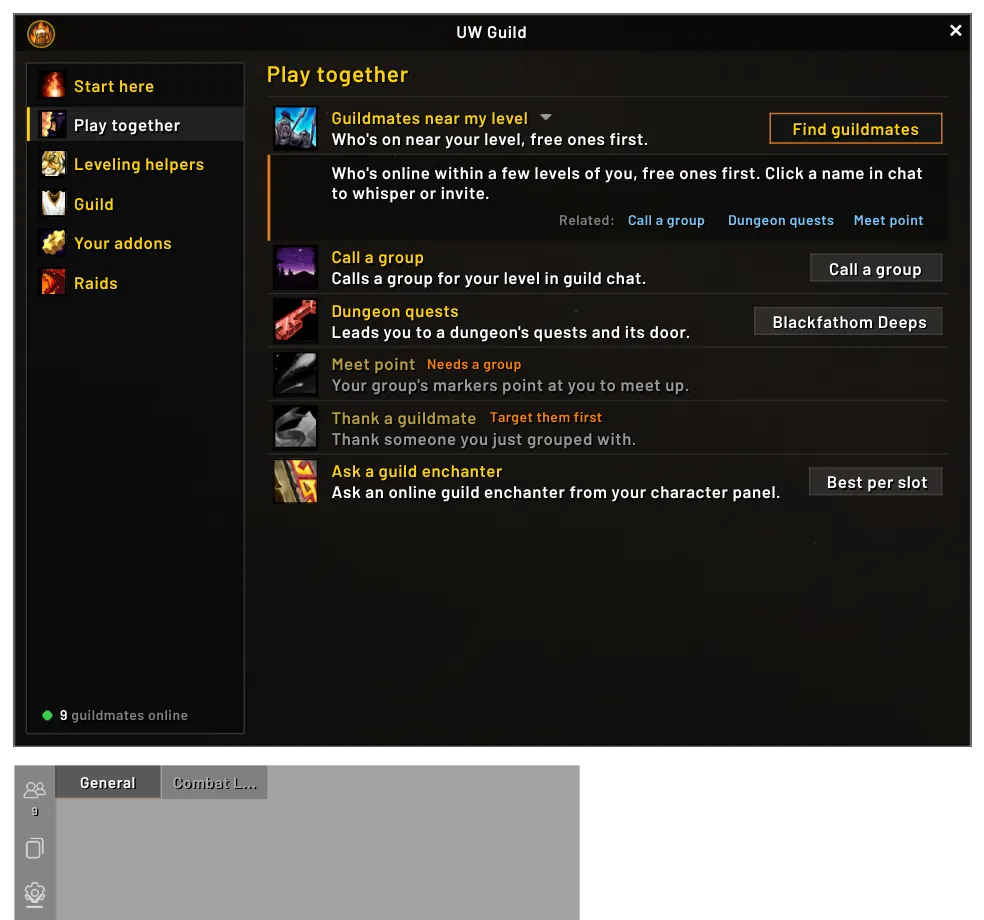 UW Guild
Start here
Play together
Leveling helpers
Guild
Your addons
Raids
9 guildmates online
Play together
Guildmates near my level
Who's on near your level, free ones first.
Find guildmates
Who's online within a few levels of you, free ones first. Click a name in chat
to whisper or invite.
Related: Call a group Dungeon quests Meet point
Call a group
Calls a group for your level in guild chat.
Call a group
Dungeon quests
Leads you to a dungeon's quests and its door.
Blackfathom Deeps
Meet point Needs a group
Your group's markers point at you to meet up.
Thank a guildmate Target them first
Thank someone you just grouped with.
Ask a guild enchanter
Ask an online guild enchanter from your character panel.
Best per slot
General
Combat L...
9